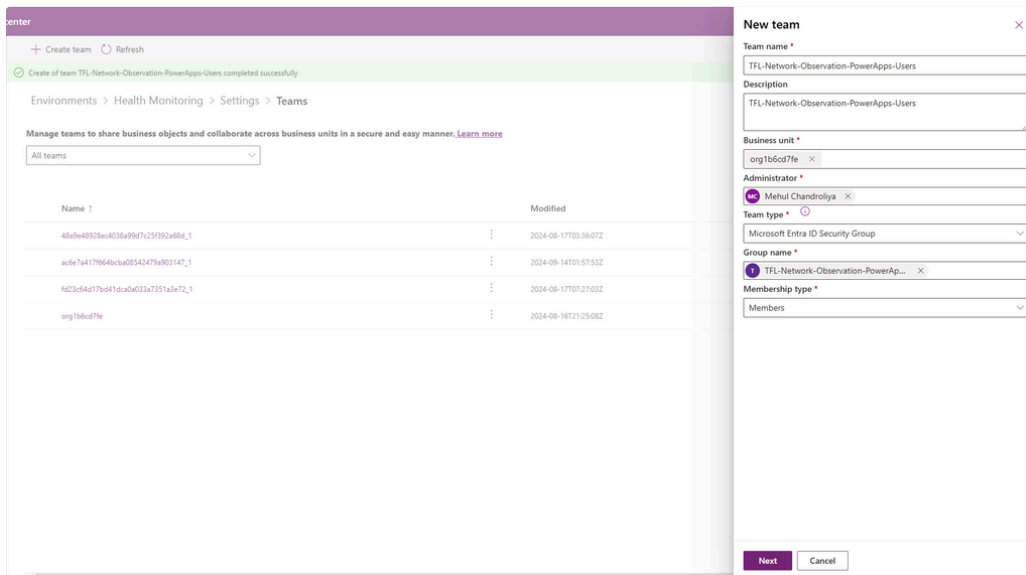 center
Create team Refresh
Create of team TFL-Network-Observation-PowerApps-Users completed successfully
Environments > Health Monitoring > Settings > Teams
Manage teams to share business objects and collaborate across business units in a secure and easy manner. Learn more
All teams
Name ↑ Modified
48a9e48928ec4038a99d7c25f392a68d_1 2024-08-17T03:36:07Z
ac6e7a417f664bcba08542479a903147_1 2024-09-14T01:57:53Z
fd23c64d17bd41dca0a033a7351a3e72_1 2024-08-17T07:27:03Z
org1b6cd7fe 2024-08-16T21:25:08Z
New team
Team name *
TFL-Network-Observation-PowerApps-Users
Description
TFL-Network-Observation-PowerApps-Users
Business unit *
org1b6cd7fe
Administrator *
MC Mehul Chandroliya
Team type *
Microsoft Entra ID Security Group
Group name *
T TFL-Network-Observation-PowerAp...
Membership type *
Members
Next Cancel